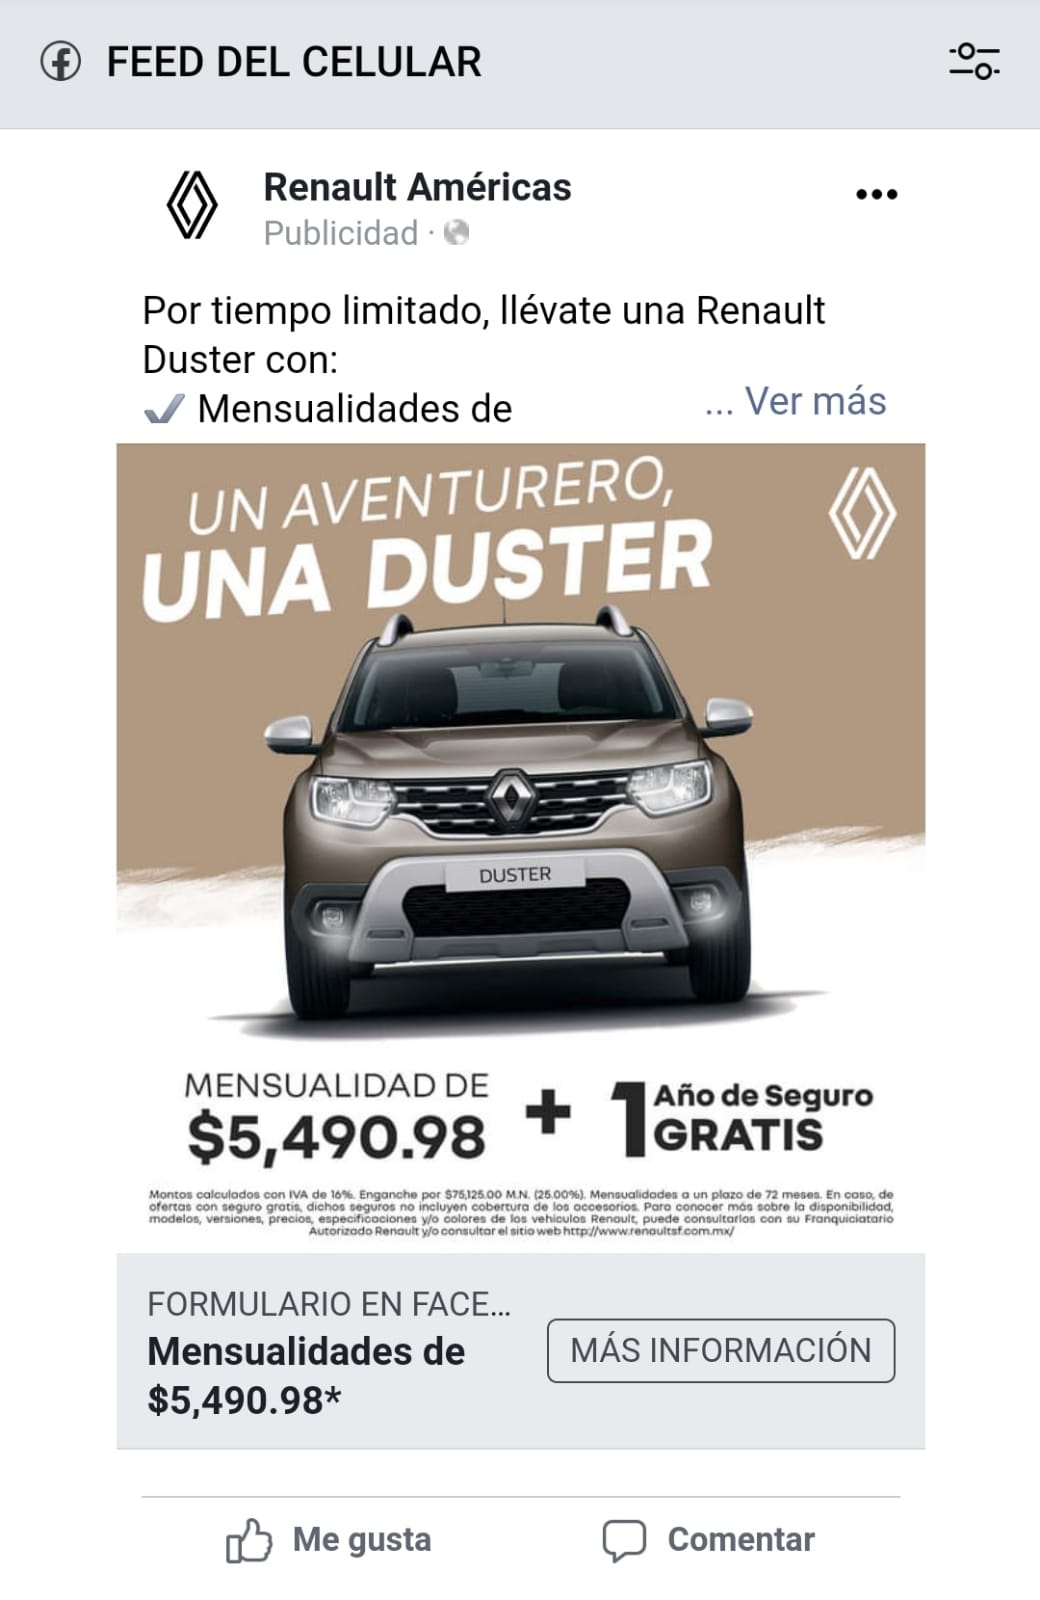 FEED DEL CELULAR
Renault Américas
Publicidad ·
Por tiempo limitado, llévate una Renault
Duster con:
✔ Mensualidades de
... Ver más
UN AVENTURERO,
UNA DUSTER
DUSTER
MENSUALIDAD DE
$5,490.98
+
1 Año de Seguro
GRATIS
Montos calculados con IVA de 16%. Enganche por $75,125.00 M.N. (25.00%). Mensualidades a un plazo de 72 meses. En caso, de
ofertas con seguro gratis, dichos seguros no incluyen cobertura de los accesorios. Para conocer más sobre la disponibilidad,
modelos, versiones, precios, especificaciones y/o colores de los vehículos Renault, puede consultarlos con su Franquiciatario
Autorizado Renault y/o consultar el sitio web http://www.renaultsf.com.mx/
FORMULARIO EN FACE...
Mensualidades de
$5,490.98*
MÁS INFORMACIÓN
Me gusta
Comentar